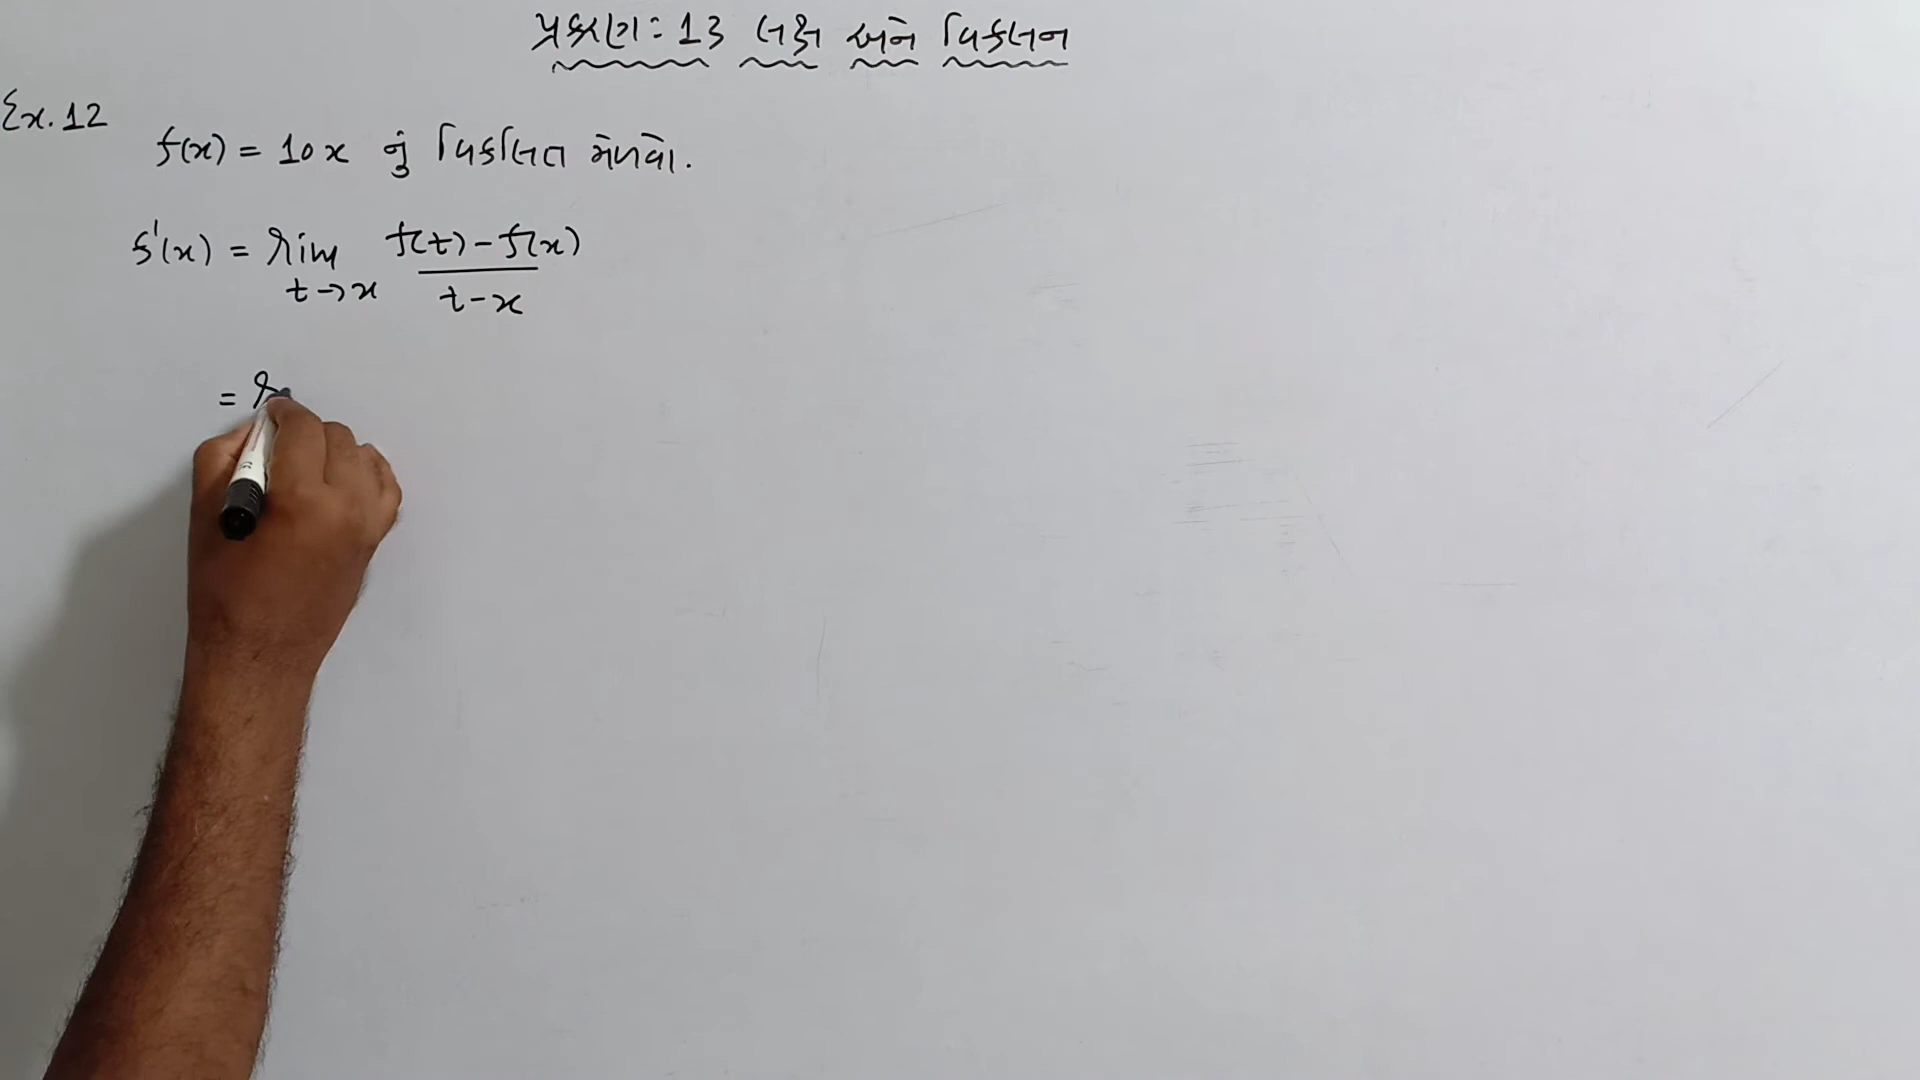 પ્રકરણ: 13 લક્ષ અને વિકલન
Ex. 12
f(x) = 10x નું વિકલિત મેળવો.
f'(x) = lim t→x f(t) - f(x) / t - x
=